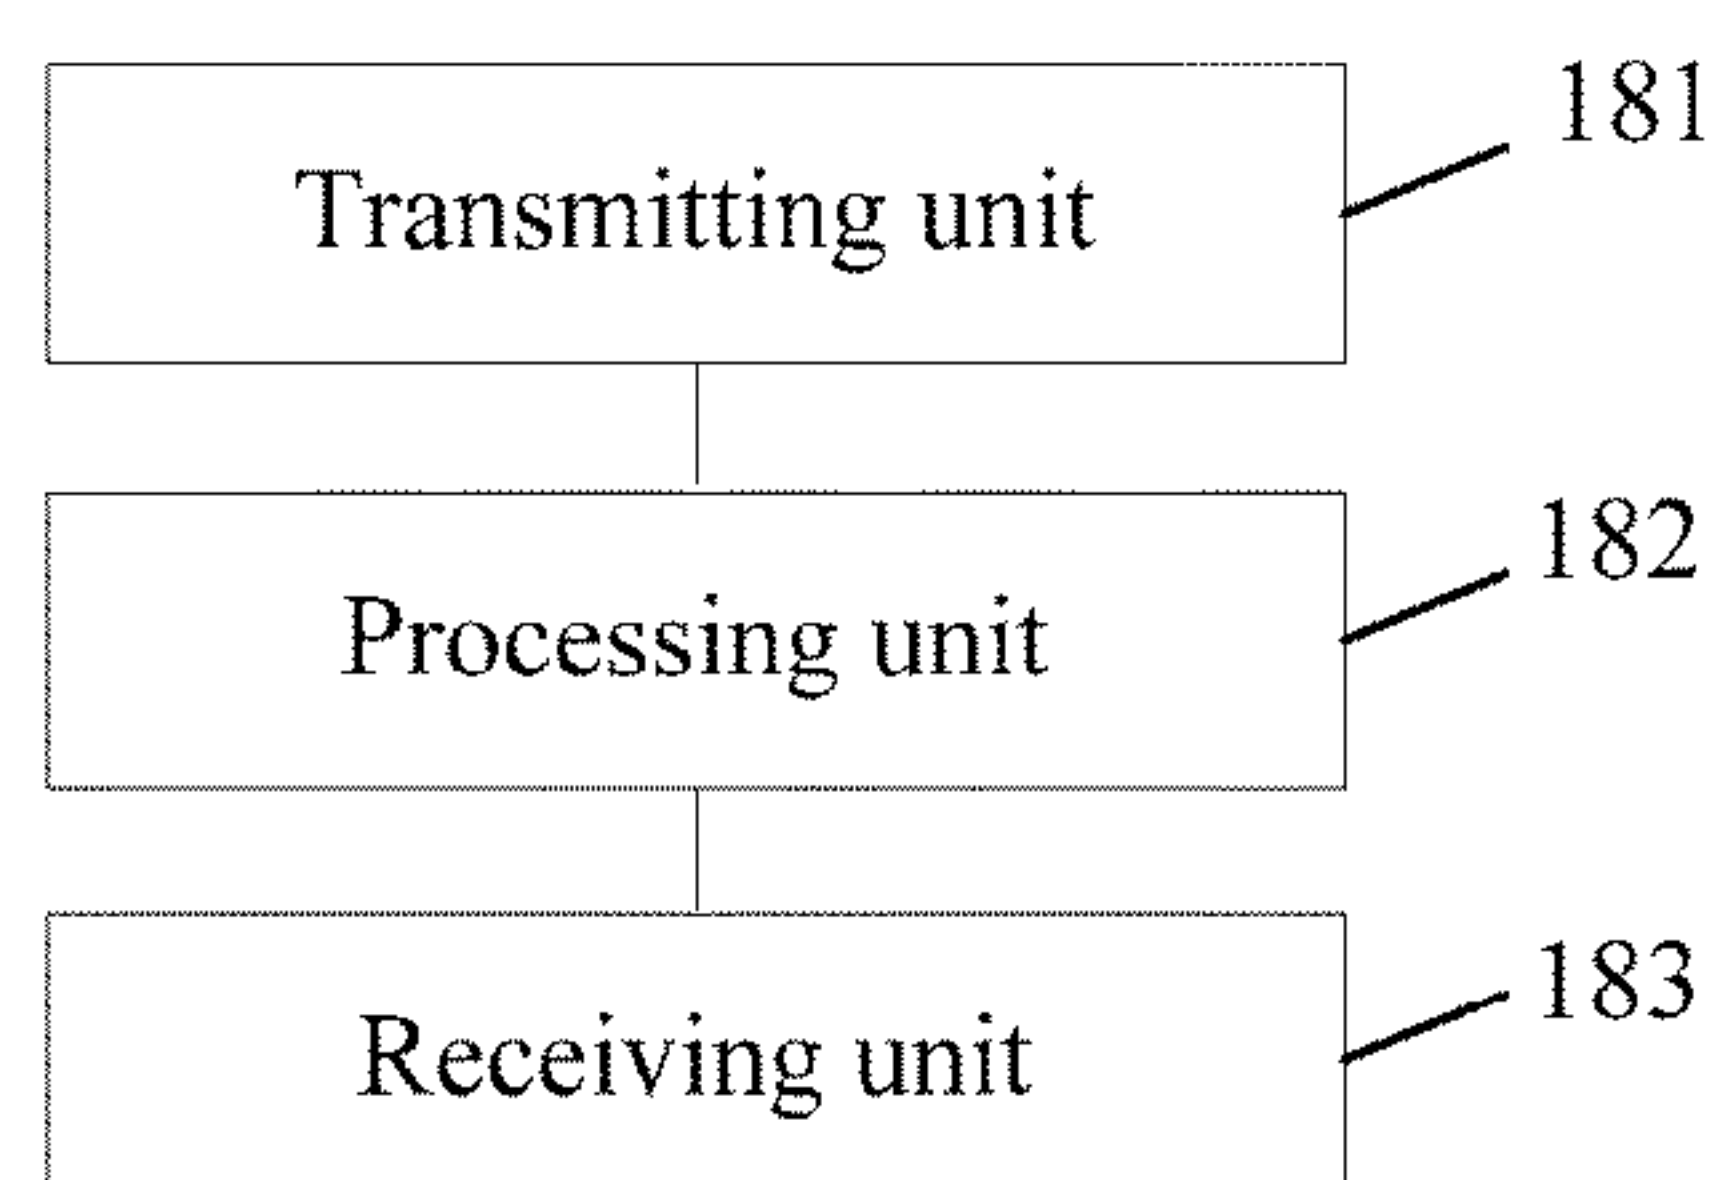 181
Transmitting unit
182
Processing unit
183
Receiving unit